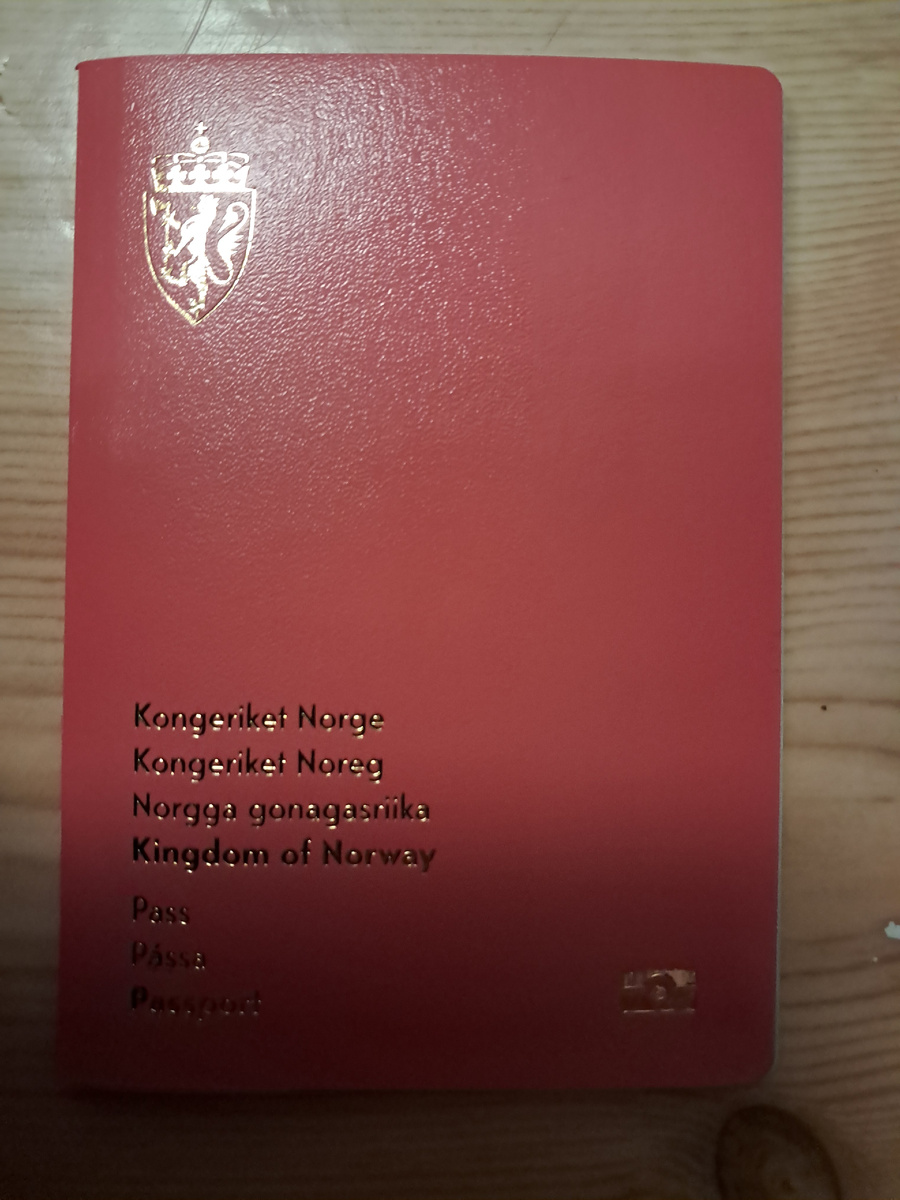 Kongeriket Norge
Kongeriket Noreg
Norgga gonagasriika
Kingdom of Norway
Pass
Pássa
Passport